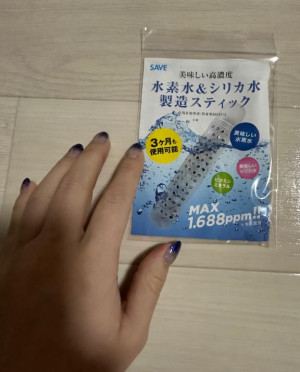 SAVE
美味しい高濃度
水素水&シリカ水
製造スティック
3ヶ月も
使用可能
美味しい
水素水
MAX
1.688ppm!!